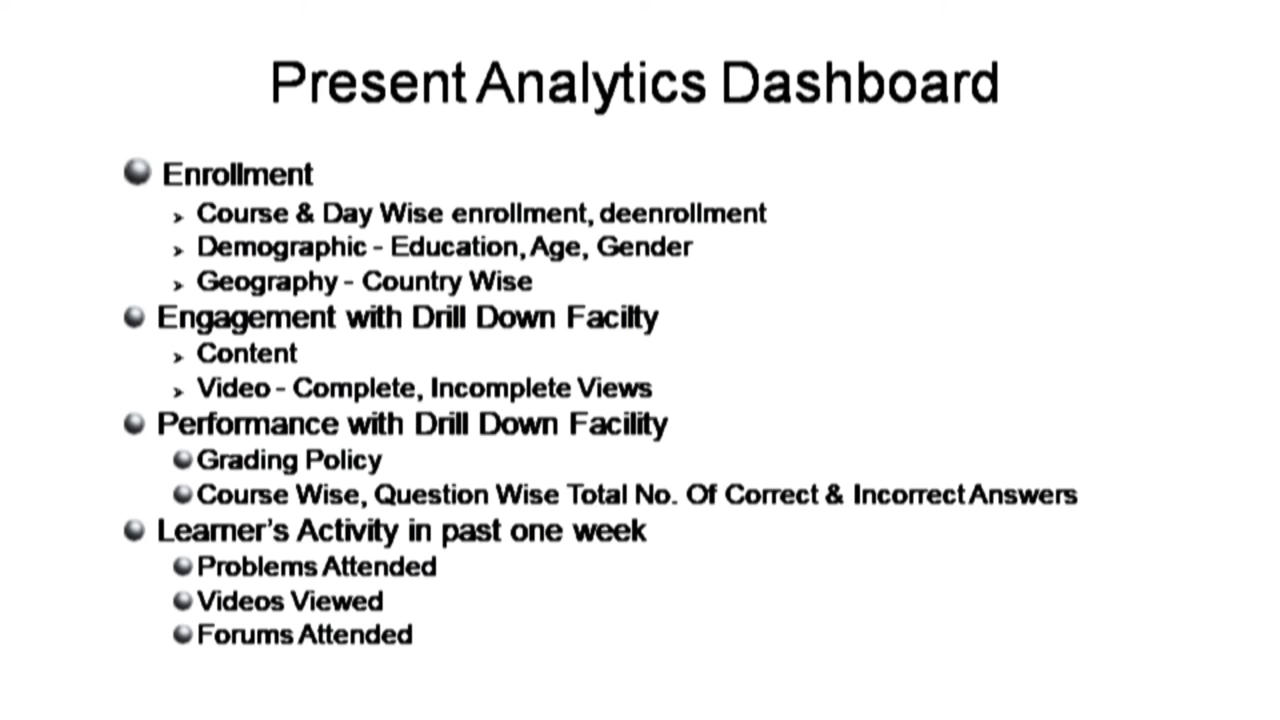 Present Analytics Dashboard
Enrollment
Course & Day Wise enrollment, deenrollment
Demographic - Education, Age, Gender
Geography - Country Wise
Engagement with Drill Down Facilty
Content
Video - Complete, Incomplete Views
Performance with Drill Down Facility
Grading Policy
Course Wise, Question Wise Total No. Of Correct & Incorrect Answers
Learner's Activity in past one week
Problems Attended
Videos Viewed
Forums Attended